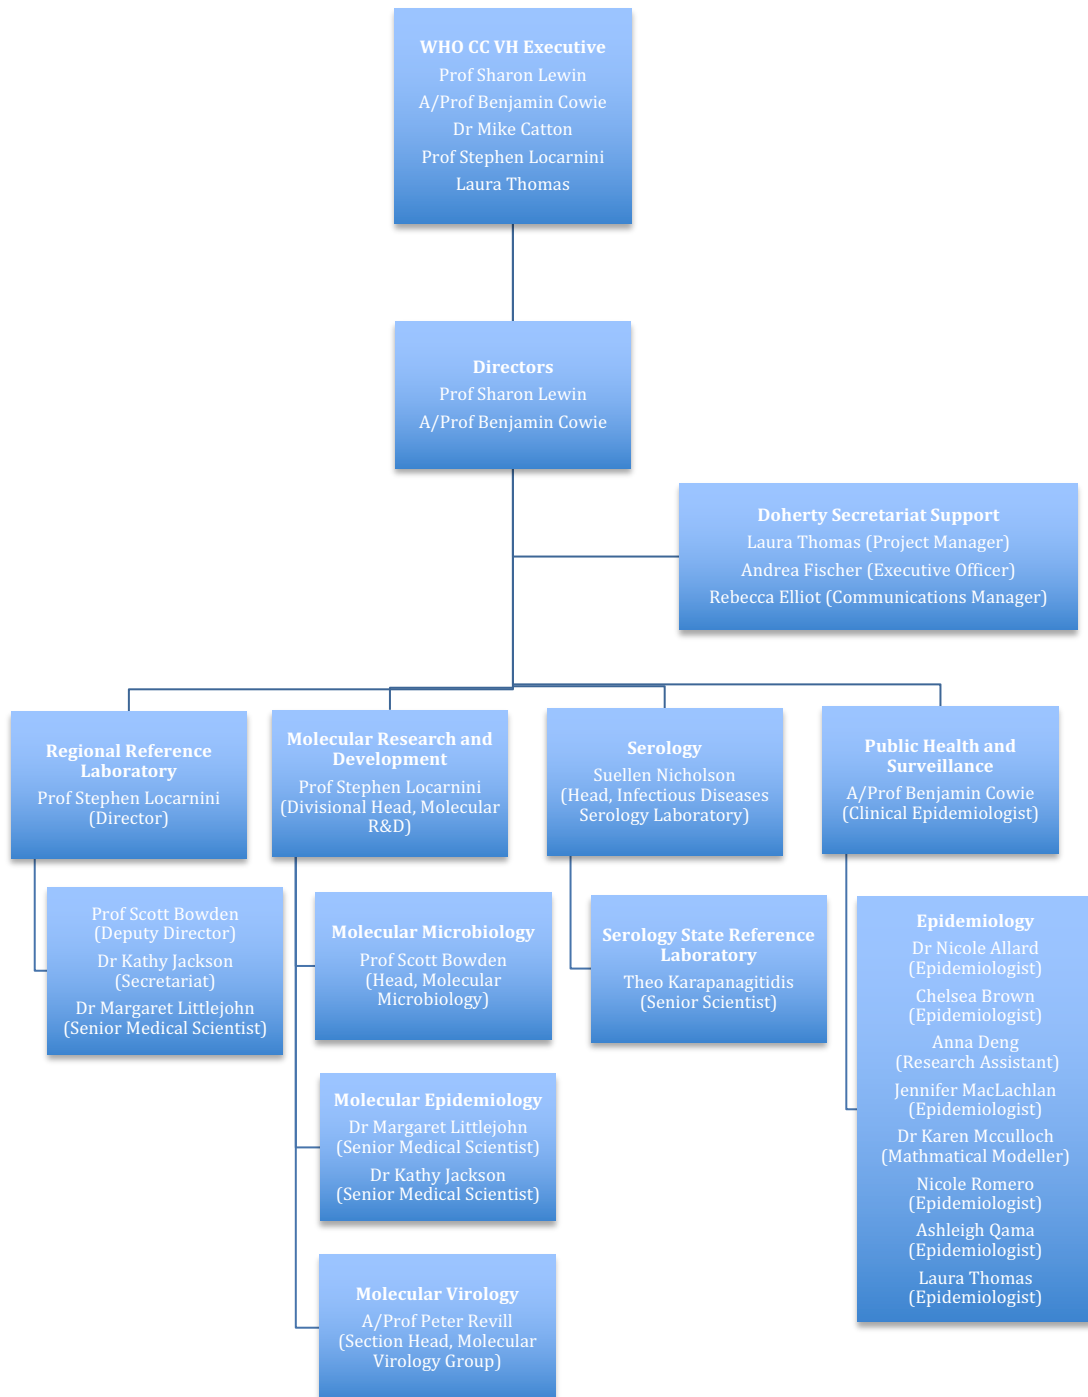 WHO CC VH Executive
Prof Sharon Lewin
A/Prof Benjamin Cowie
Dr Mike Catton
Prof Stephen Locarnini
Laura Thomas
Directors
Prof Sharon Lewin
A/Prof Benjamin Cowie
Doherty Secretariat Support
Laura Thomas (Project Manager)
Andrea Fischer (Executive Officer)
Rebecca Elliot (Communications Manager)
Regional Reference
Laboratory
Prof Stephen Locarnini
(Director)
Prof Scott Bowden
(Deputy Director)
Dr Kathy Jackson
(Secretariat)
Dr Margaret Littlejohn
(Senior Medical Scientist)
Molecular Research and
Development
Prof Stephen Locarnini
(Divisional Head, Molecular
R&D)
Molecular Microbiology
Prof Scott Bowden
(Head, Molecular
Microbiology)
Molecular Epidemiology
Dr Margaret Littlejohn
(Senior Medical Scientist)
Dr Kathy Jackson
(Senior Medical Scientist)
Molecular Virology
A/Prof Peter Revill
(Section Head, Molecular
Virology Group)
Serology
Suellen Nicholson
(Head, Infectious Diseases
Serology Laboratory)
Serology State Reference
Laboratory
Theo Karapanagitidis
(Senior Scientist)
Public Health and
Surveillance
A/Prof Benjamin Cowie
(Clinical Epidemiologist)
Epidemiology
Dr Nicole Allard
(Epidemiologist)
Chelsea Brown
(Epidemiologist)
Anna Deng
(Research Assistant)
Jennifer MacLachlan
(Epidemiologist)
Dr Karen Mcculloch
(Mathmatical Modeller)
Nicole Romero
(Epidemiologist)
Ashleigh Qama
(Epidemiologist)
Laura Thomas
(Epidemiologist)